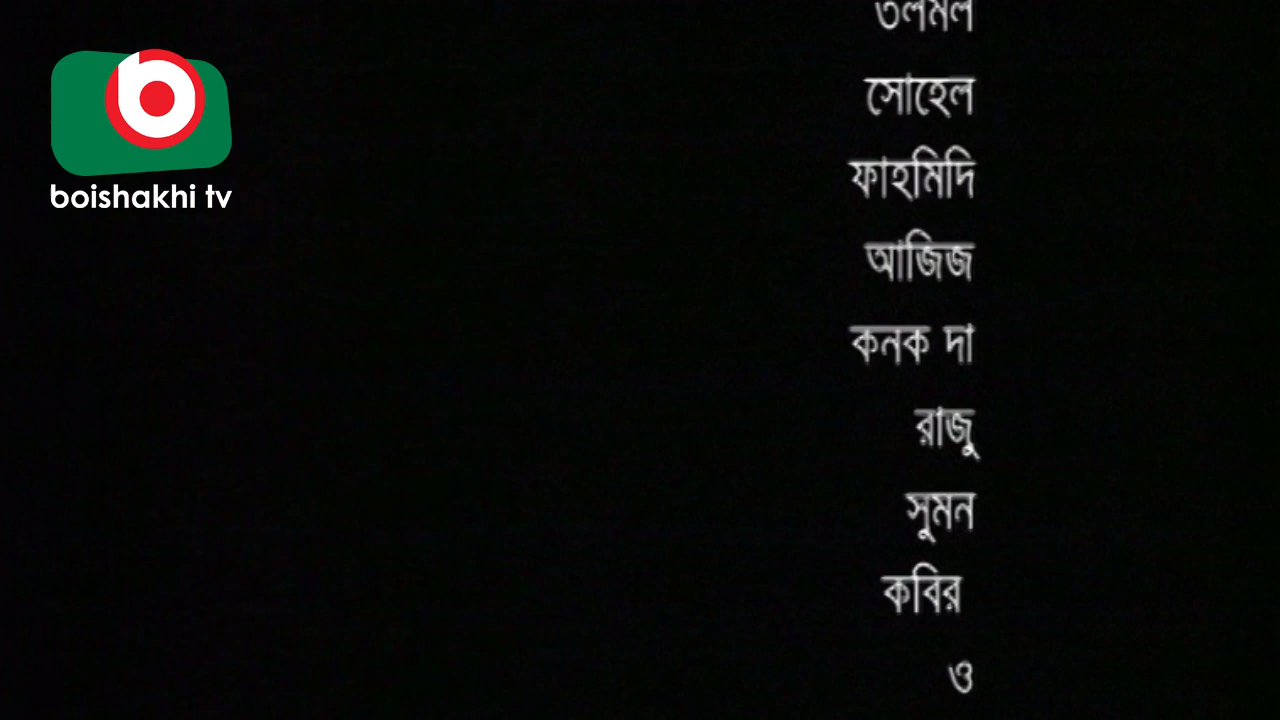 boishakhi tv
সোহেল
ফাহমিদি
আজিজ
কনক দা
রাজু
সুমন
কবির
ও